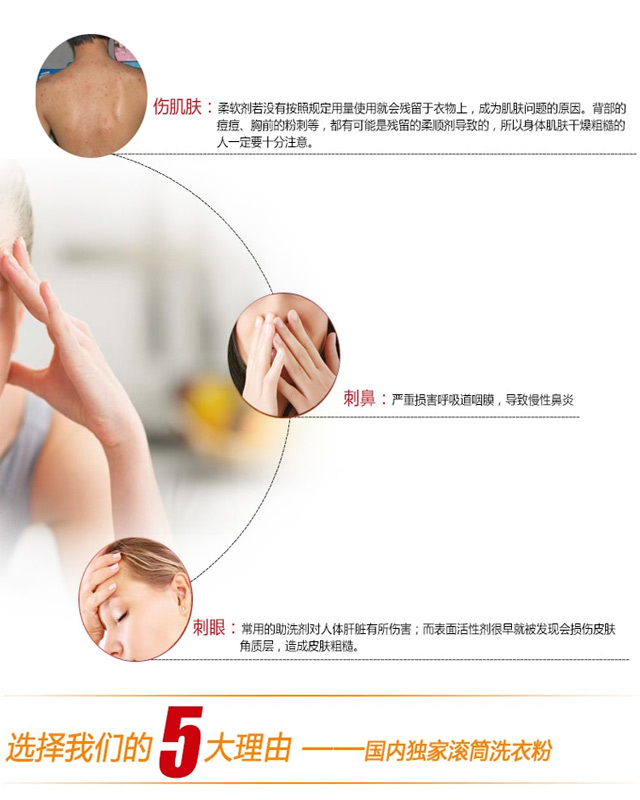 伤肌肤：柔软剂若没有按照规定用量使用就会残留于衣物上，成为肌肤问题的原因。背部的
痘痘、胸前的粉刺等，都有可能是残留的柔顺剂导致的，所以身体肌肤干燥粗糙的
人一定要十分注意。
刺鼻：严重损害呼吸道咽膜，导致慢性鼻炎
刺眼：常用的助洗剂对人体肝脏有所伤害；而表面活性剂很早就被发现会损伤皮肤
角质层，造成皮肤粗糙。
选择我们的5大理由 ——国内独家滚筒洗衣粉